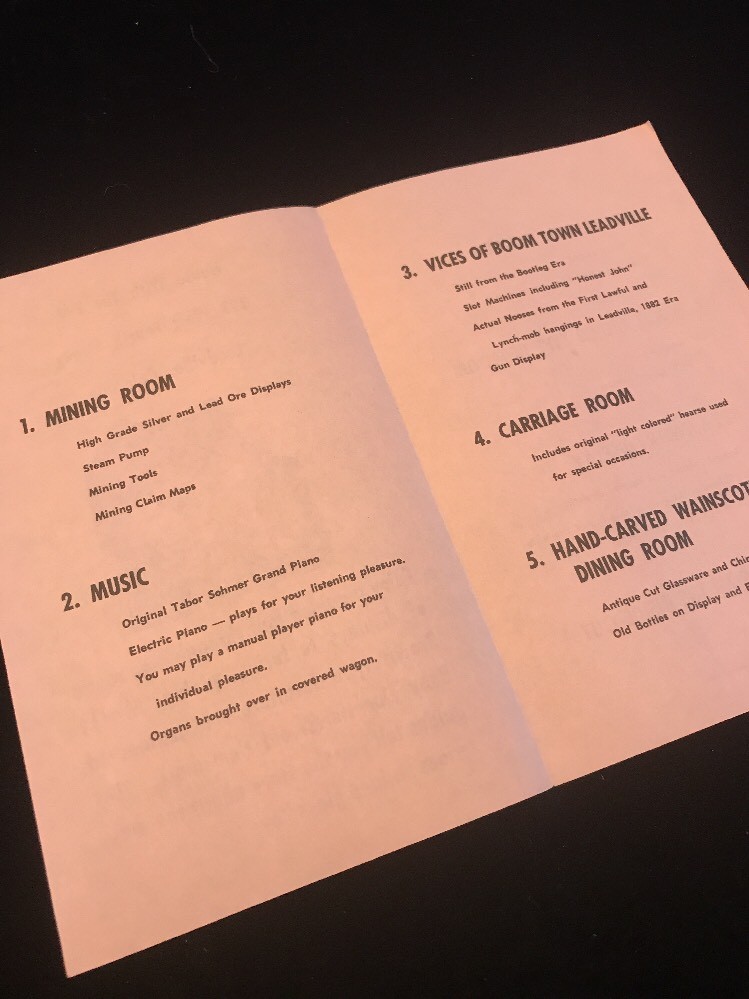 1. MINING ROOM
High Grade Silver and Lead Ore Displays
Steam Pump
Mining Tools
Mining Claim Maps
2. MUSIC
Original Tabor Sohmer Grand Piano
Electric Piano — plays for your listening pleasure.
You may play a manual player piano for your
individual pleasure.
Organs brought over in covered wagon.
3. VICES OF BOOM TOWN LEADVILLE
Still from the Bootleg Era
Slot Machines including "Honest John"
Actual Nooses from the First Lawful and
Lynch-mob hangings in Leadville, 1882 Era
Gun Display
4. CARRIAGE ROOM
Includes original "light colored" hearse used
for special occasions.
5. HAND-CARVED WAINSCOT
DINING ROOM
Antique Cut Glassware and
Old Bottles on Display and